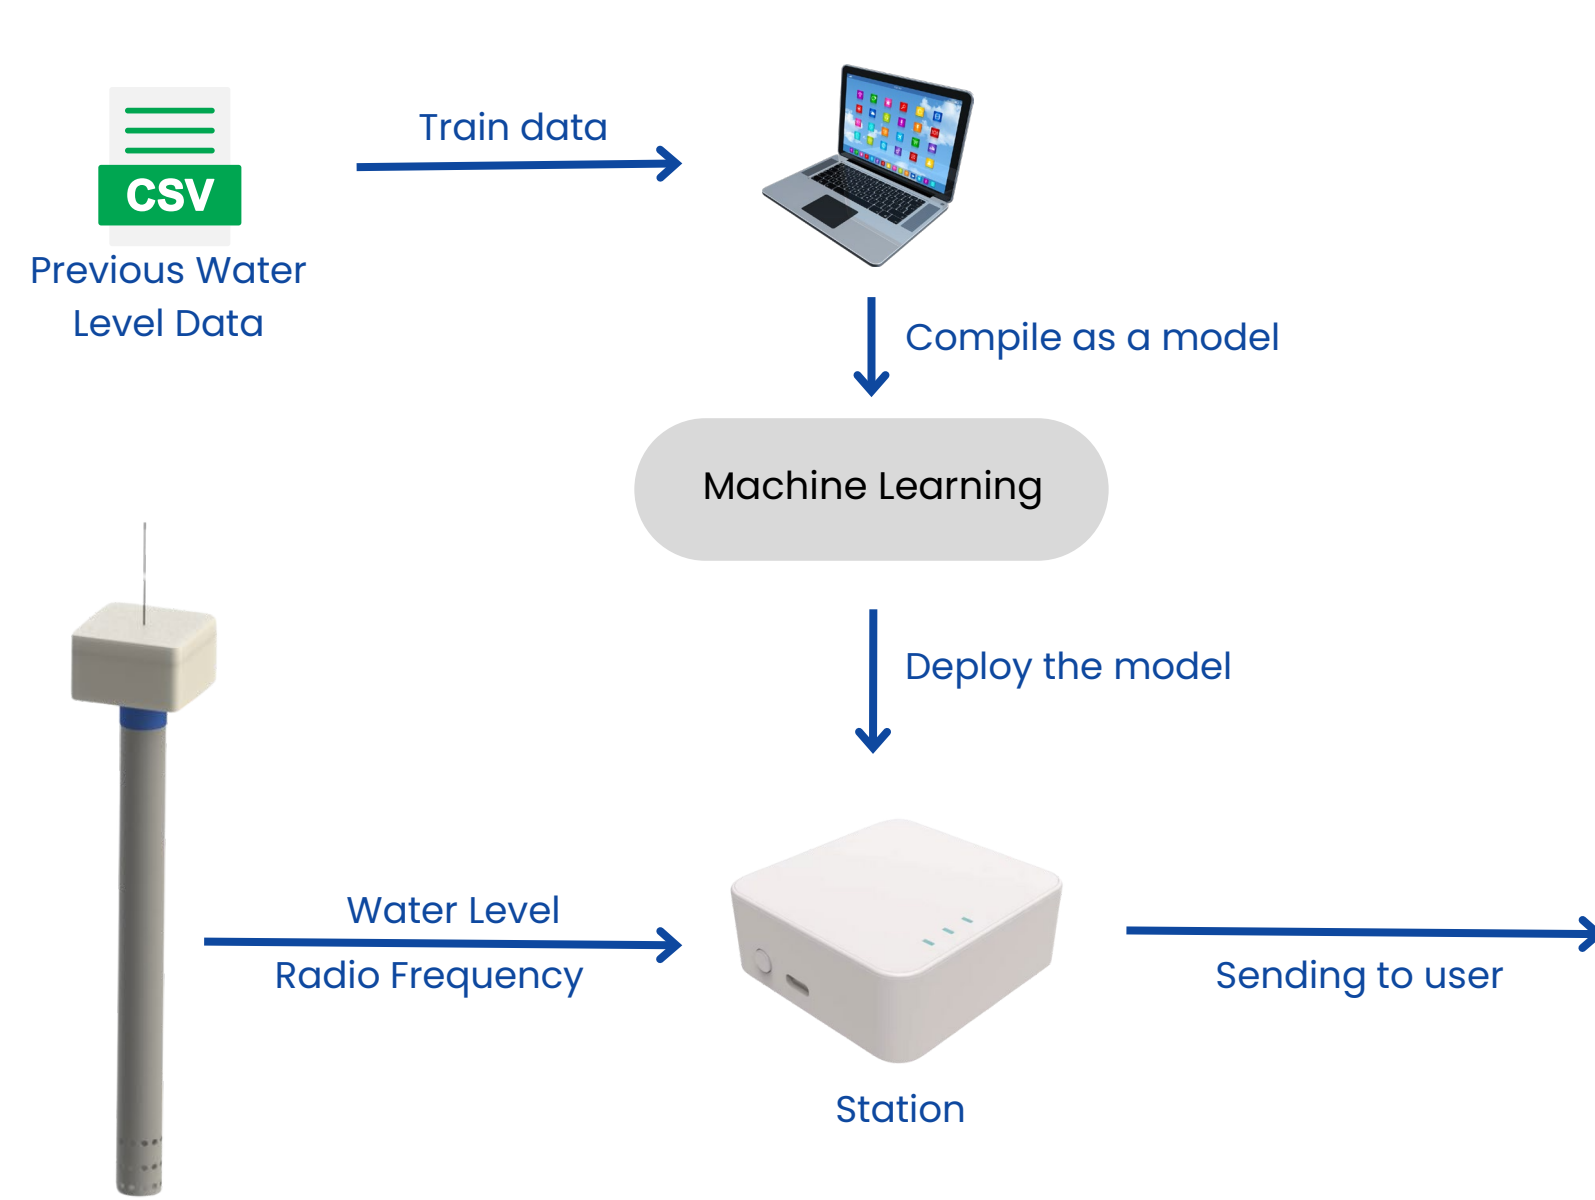 Train data
CSV
Previous Water
Level Data
Compile as a model
Machine Learning
Deploy the model
Water Level
Radio Frequency
Sending to user
Station